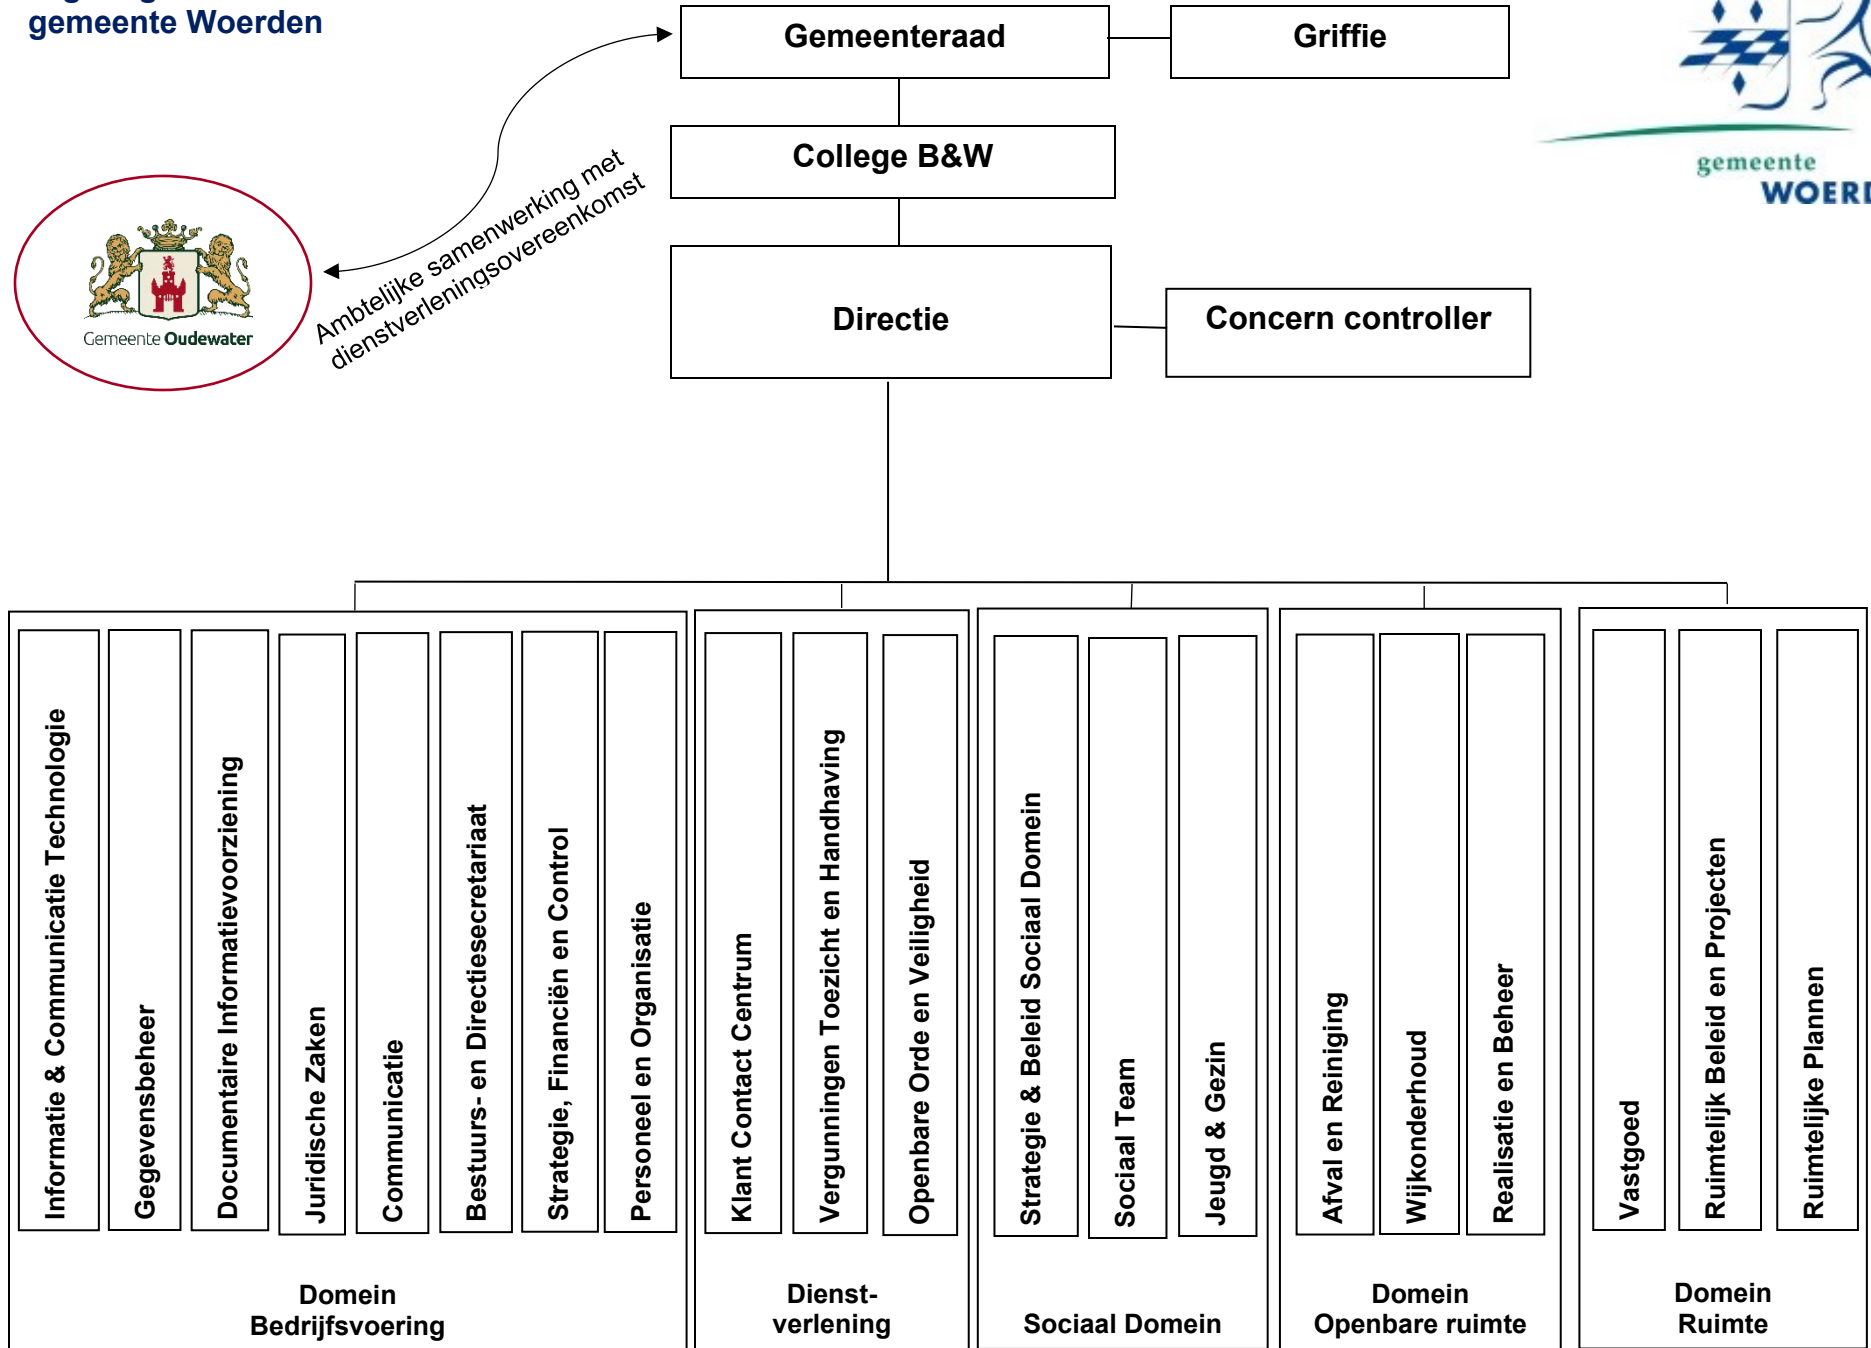 gemeente Woerden
Gemeenteraad
Griffie
College B&W
gemeente
Gemeente Oudewater
Ambtelijke samenwerking met
dienstverleningsovereenkomst
Directie
Concern controller
Informatie & Communicatie Technologie
Gegevensbeheer
Documentaire Informatievoorziening
Juridische Zaken
Communicatie
Bestuurs- en Directiesecretariaat
Strategie, Financiën en Control
Personeel en Organisatie
Domein
Bedrijfsvoering
Klant Contact Centrum
Vergunningen Toezicht en Handhaving
Openbare Orde en Veiligheid
Dienst-
verlening
Strategie & Beleid Sociaal Domein
Sociaal Team
Jeugd & Gezin
Sociaal Domein
Afval en Reiniging
Wijkonderhoud
Realisatie en Beheer
Domein
Openbare ruimte
Vastgoed
Ruimtelijk Beleid en Projecten
Ruimtelijke Plannen
Domein
Ruimte